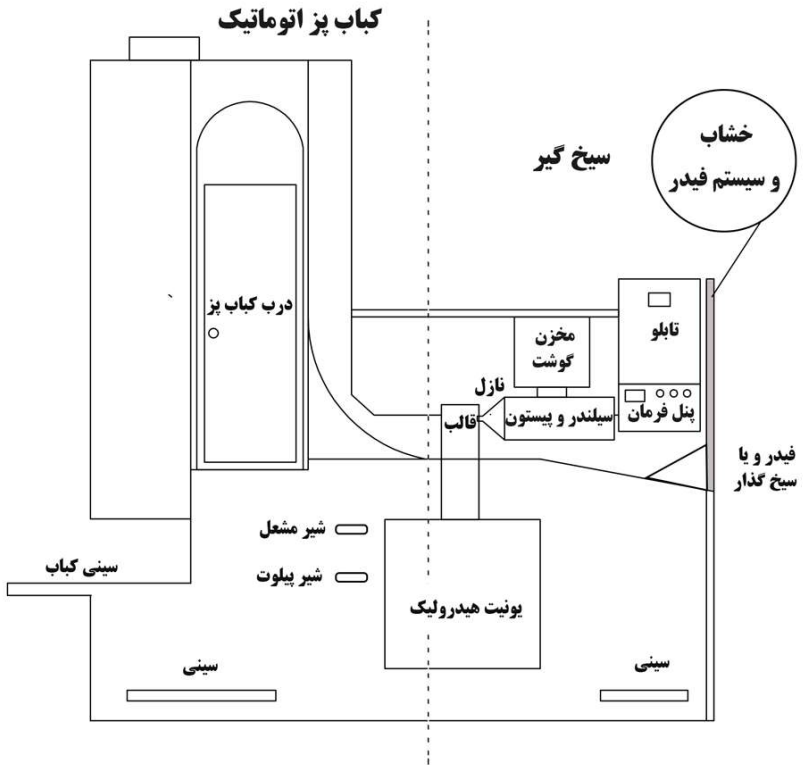 کباب پز اتوماتیک
سیخ گیر
خشاب
و سیستم فیدر
درب کباب پز
تابلو
مخزن
گوشت
نازل
قالب
سیلندر و پیستون
پنل فرمان
فیدر و یا
سیخ گذار
شیر مشعل
شیر پیلوت
سینی کباب
یونیت هیدرولیک
سینی
سینی